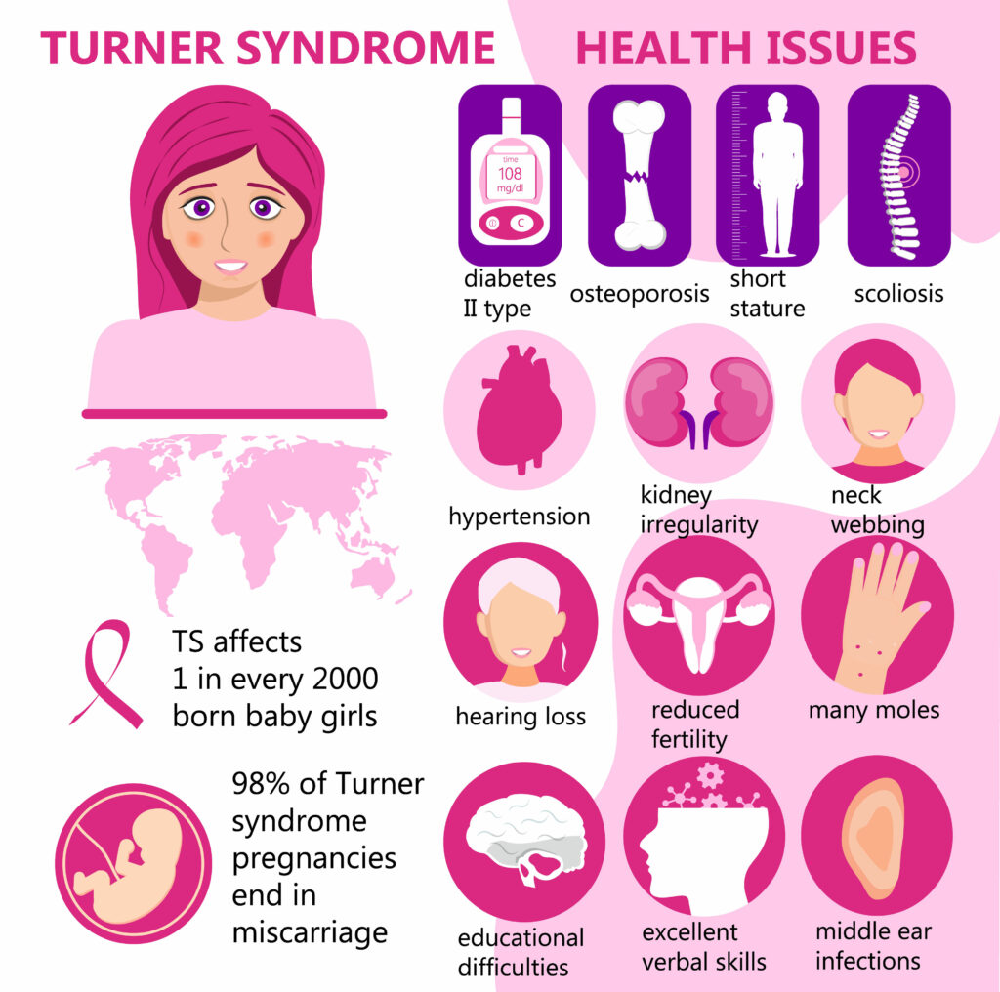 TURNER SYNDROME
HEALTH ISSUES
time
108
mg/dl
C
diabetes
II type
osteoporosis
short
stature
scoliosis
hypertension
kidney
irregularity
neck
webbing
TS affects
1 in every 2000
born baby girls
hearing loss
reduced
fertility
many moles
98% of Turner
syndrome
pregnancies
end in
miscarriage
educational
difficulties
excellent
verbal skills
middle ear
infections